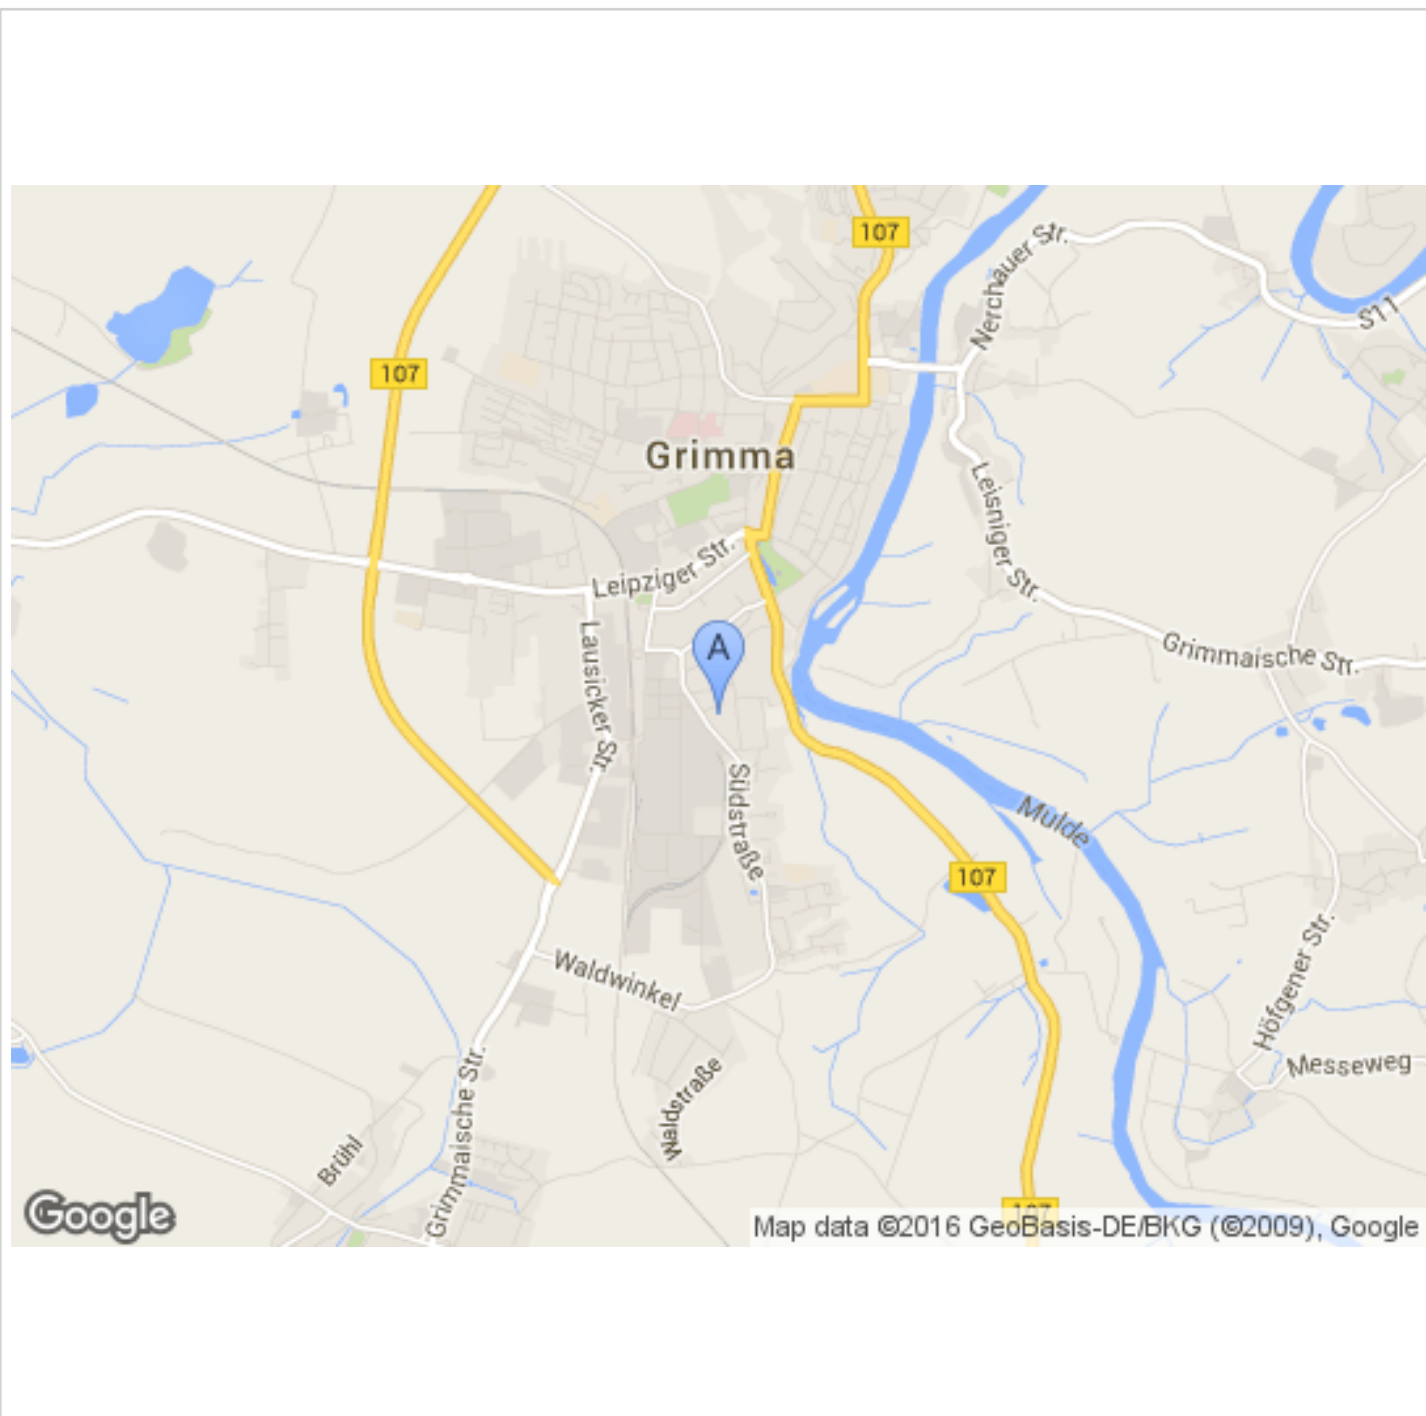 107
Nerchauer Str.
S11
107
Grimma
Leisniger Str.
Leipziger Str.
Lausicker Str.
A
Grimmaische Str.
Südstraße
Mulde
107
Waldwinkel
Höfgener Str.
Messeweg
Waldstraße
Grimmaische Str.
Brühl
107
Google
Map data ©2016 GeoBasis-DE/BKG (©2009), Google